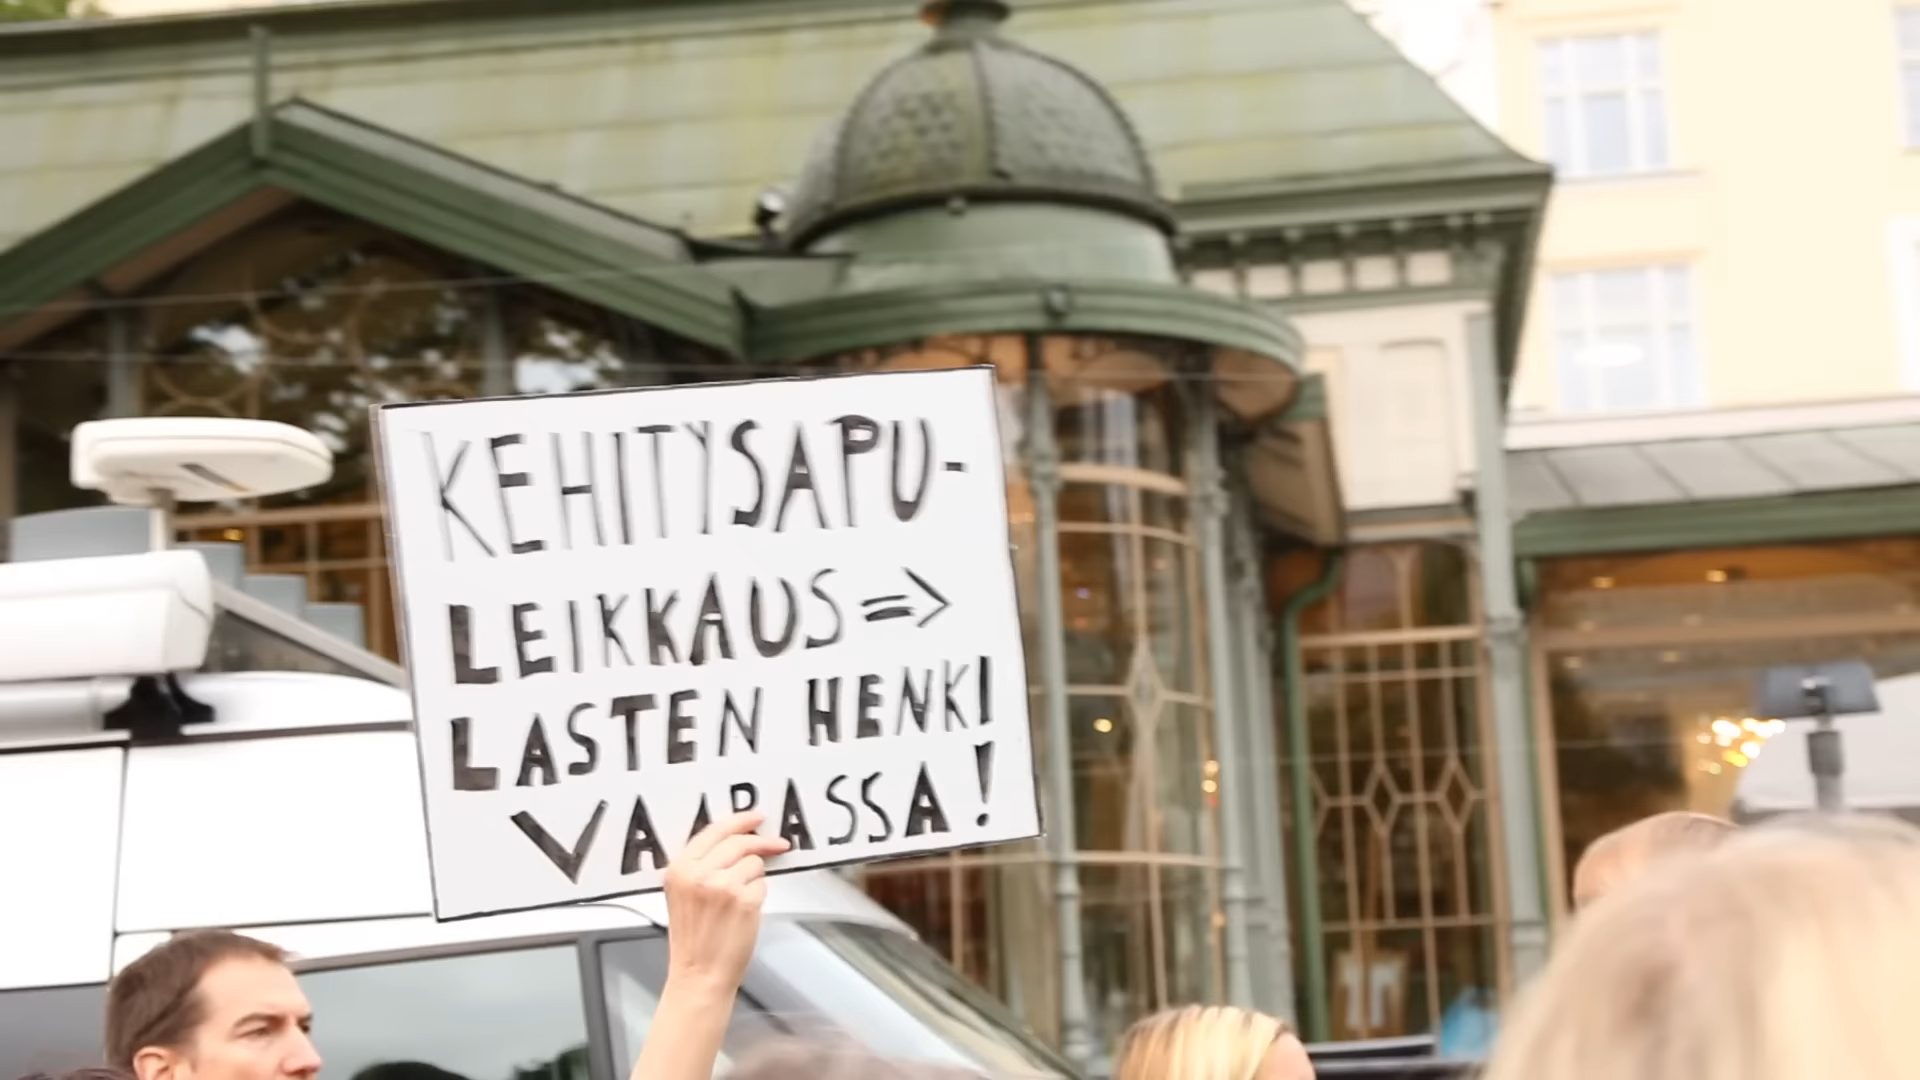 KEHITYSAPU-
LEIKKAUS =>
LASTEN HENKI
VAARASSA!